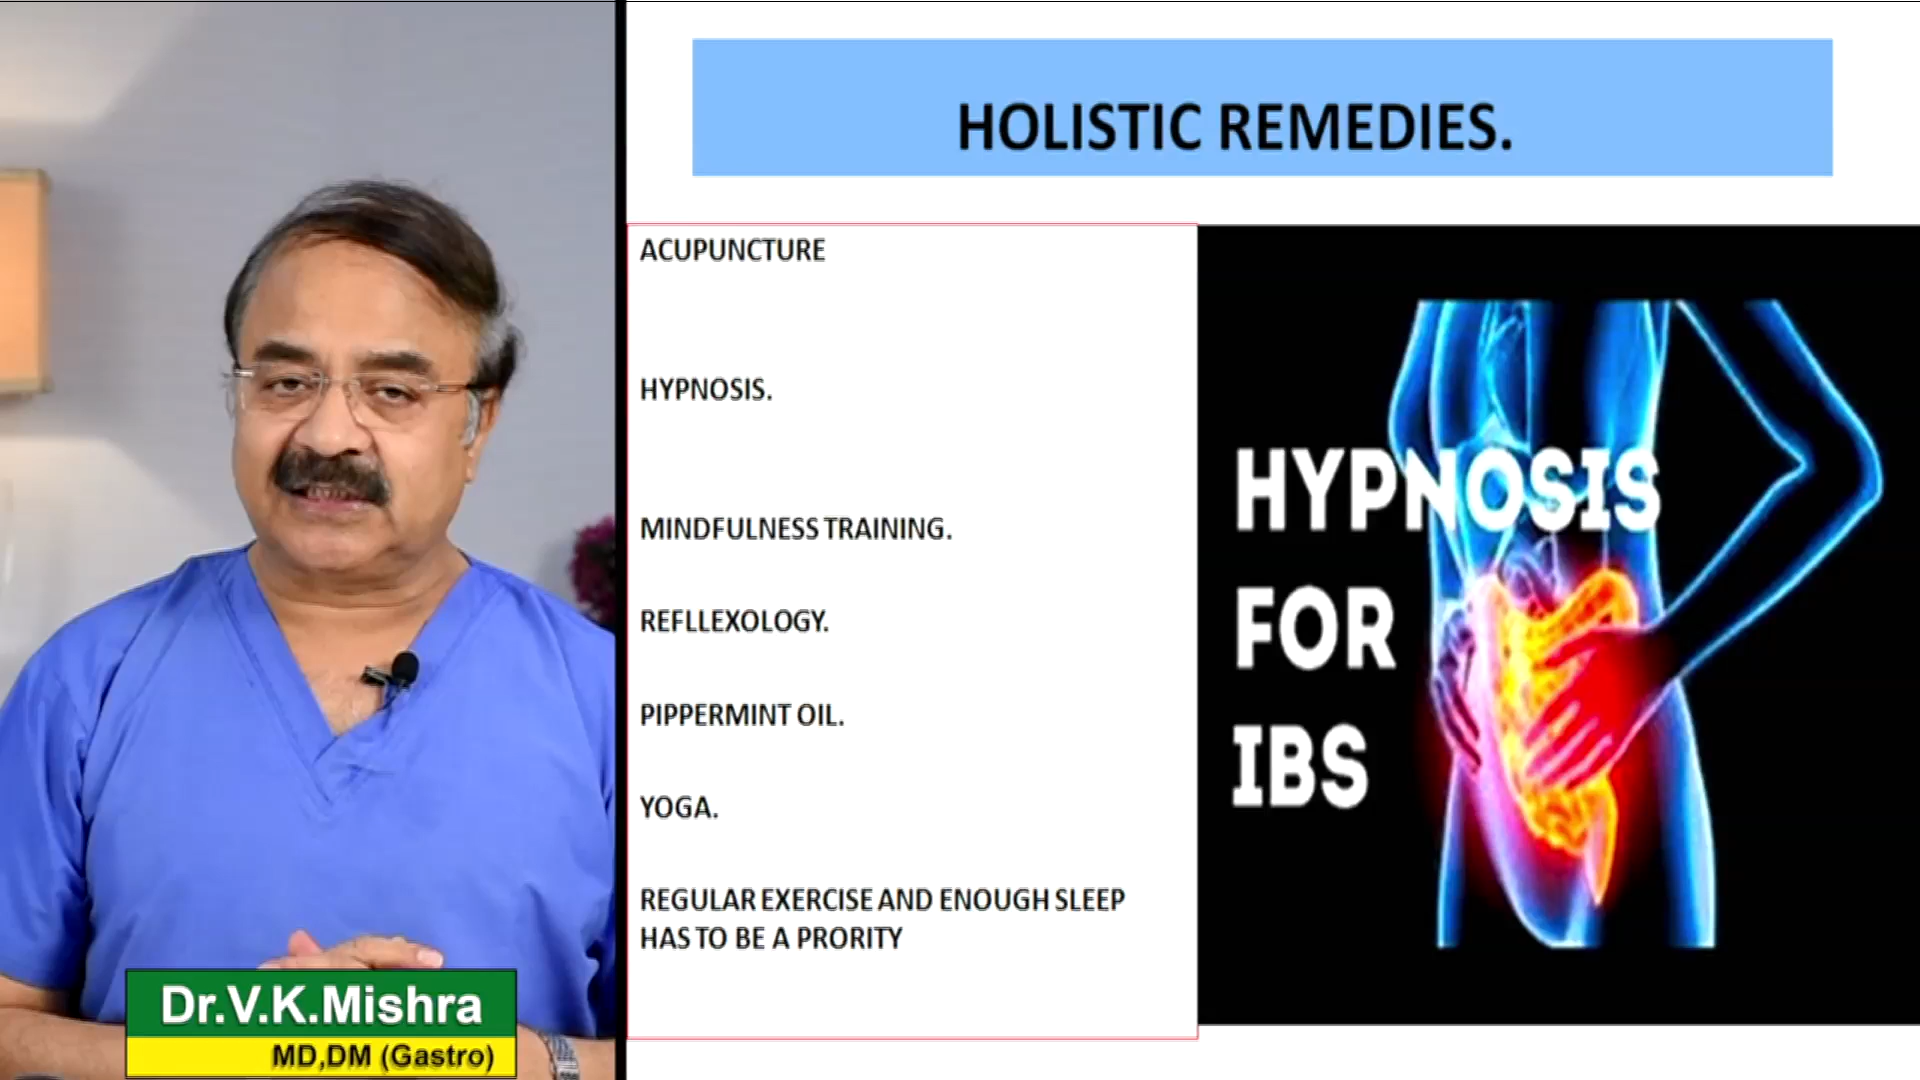 HOLISTIC REMEDIES.
ACUPUNCTURE
HYPNOSIS.
MINDFULNESS TRAINING.
REFLLEXOLOGY.
PIPPERMINT OIL.
YOGA.
REGULAR EXERCISE AND ENOUGH SLEEP
HAS TO BE A PRORITY
HYPNOSIS
FOR
IBS
Dr.V.K.Mishra
MD,DM (Gastro)